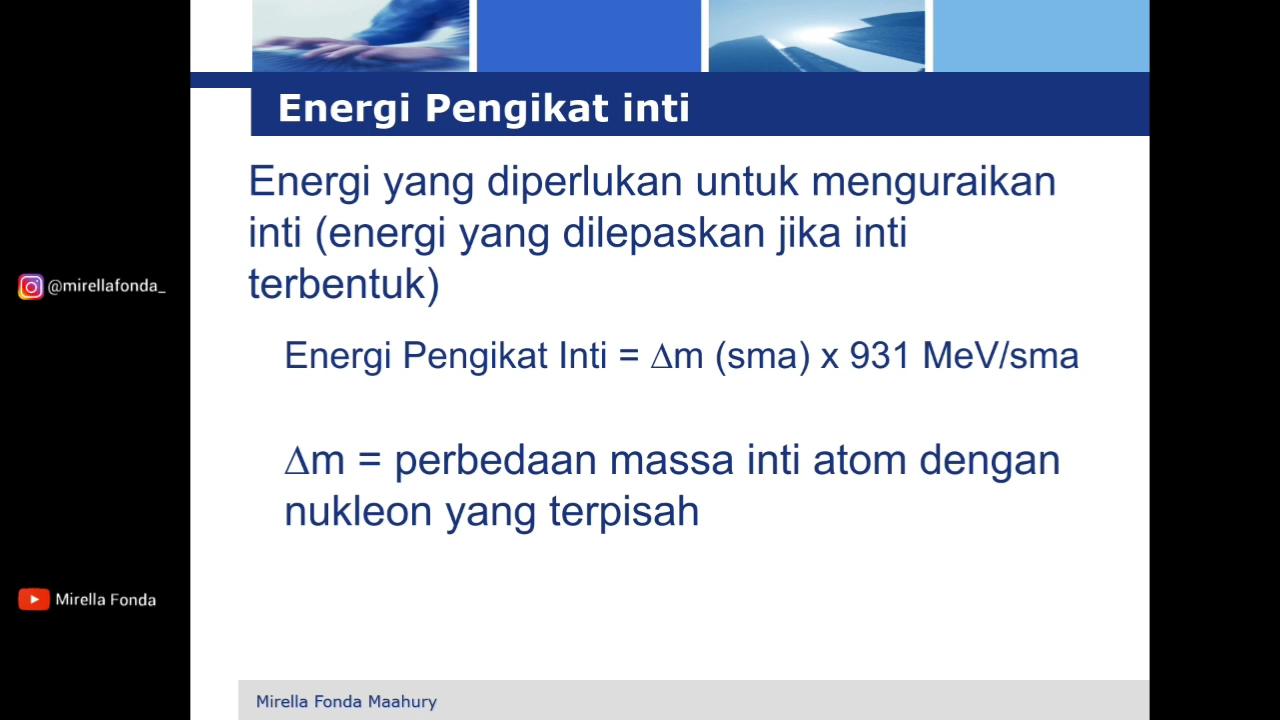 Energi Pengikat inti
Energi yang diperlukan untuk menguraikan
inti (energi yang dilepaskan jika inti
terbentuk)
@mirellafonda_
Energi Pengikat Inti = ∆m (sma) x 931 MeV/sma
∆m = perbedaan massa inti atom dengan
nukleon yang terpisah
Mirella Fonda
Mirella Fonda Maahury